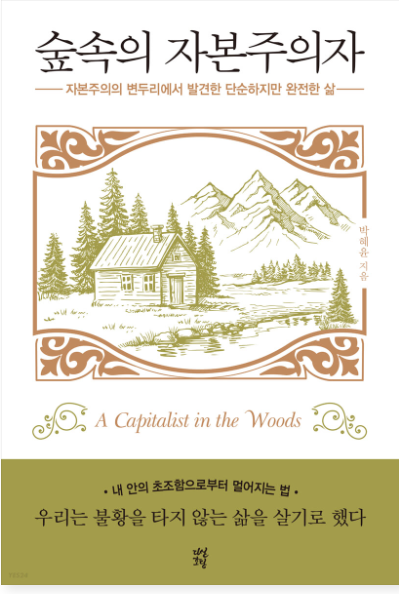 숲속의 자본주의자
자본주의의 변두리에서 발견한 단순하지만 완전한 삶
박혜윤 지음
A Capitalist in the Woods
• 내 안의 초조함으로부터 멀어지는 법 •
우리는 불황을 타지 않는 삶을 살기로 했다
다산
초당